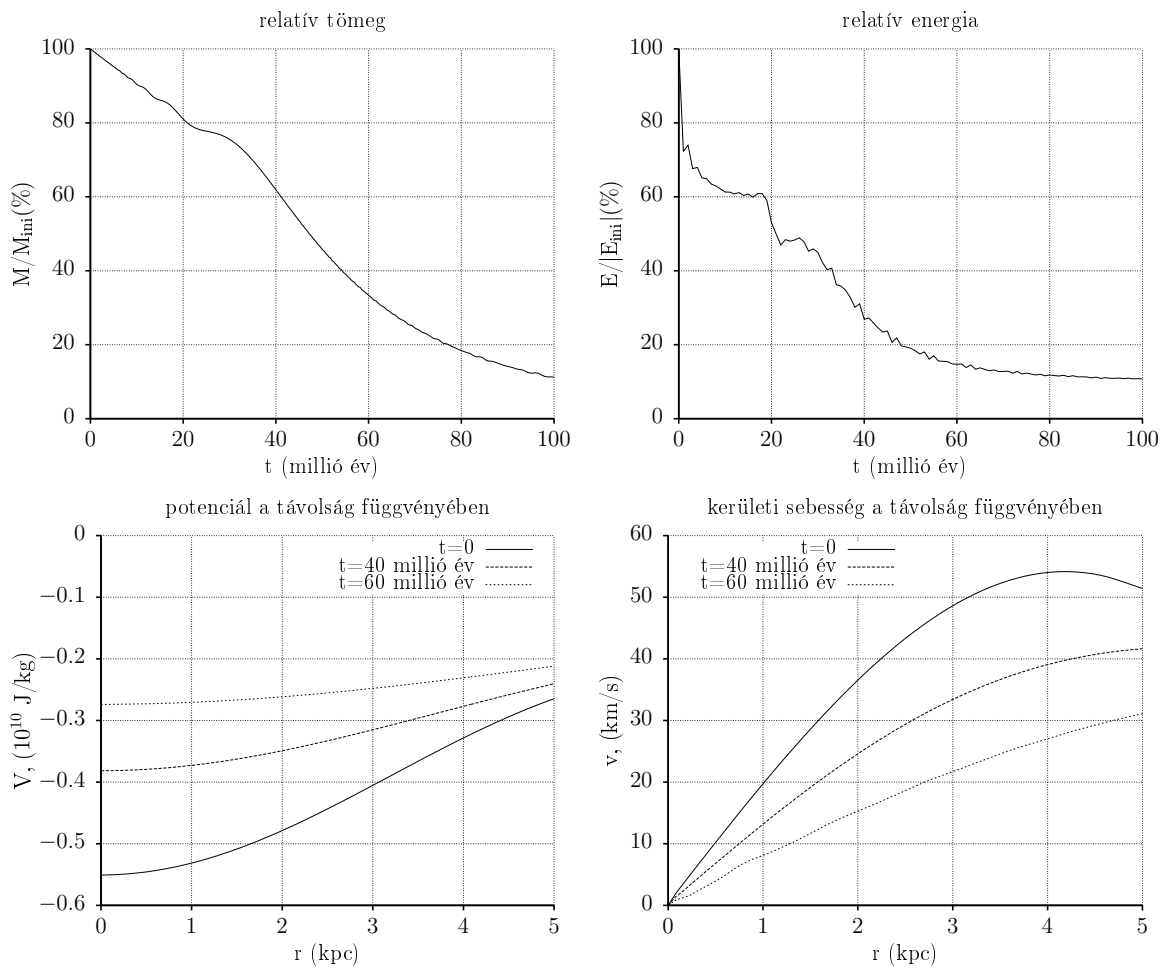 relatív tömeg
M/M_ini(%)
100
80
60
40
20
0
0 20 40 60 80 100
t (millió év)
relatív energia
E/|E_ini|(%)
100
80
60
40
20
0
0 20 40 60 80 100
t (millió év)
potenciál a távolság függvényében
V, (10^10 J/kg)
0
−0.1
−0.2
−0.3
−0.4
−0.5
−0.6
t=0
t=40 millió év
t=60 millió év
0 1 2 3 4 5
r (kpc)
kerületi sebesség a távolság függvényében
v, (km/s)
60
50
40
30
20
10
0
t=0
t=40 millió év
t=60 millió év
0 1 2 3 4 5
r (kpc)